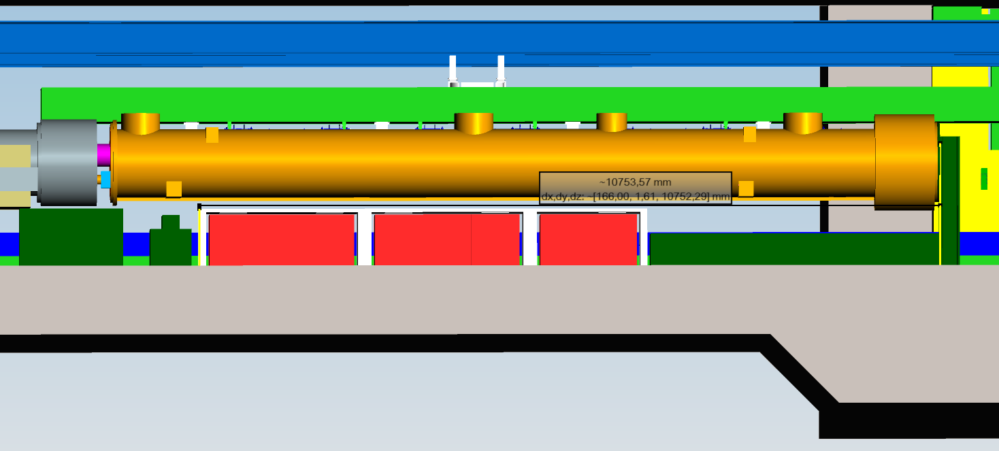 ~10753,57 mm
dx,dy,dz: ~[166,00, 1,61, 10752,29] mm